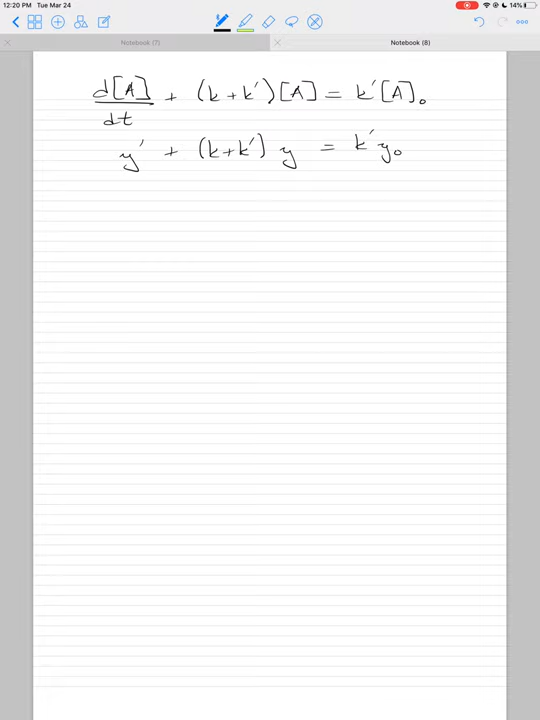 12:20 PM Tue Mar 24
14%
Notebook (7)
Notebook (8)
d[A]/dt + (k+k')[A] = k'[A]₀
y' + (k+k') y = k'y₀